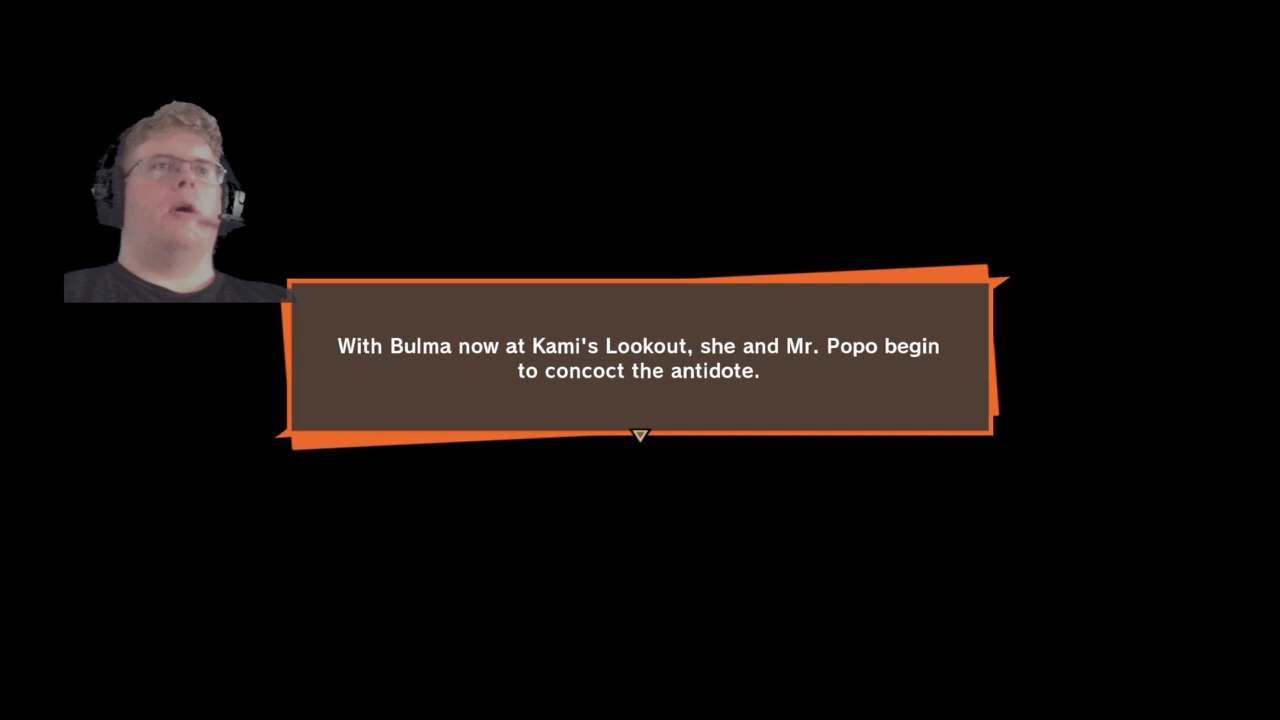 With Bulma now at Kami's Lookout, she and Mr. Popo begin
to concoct the antidote.